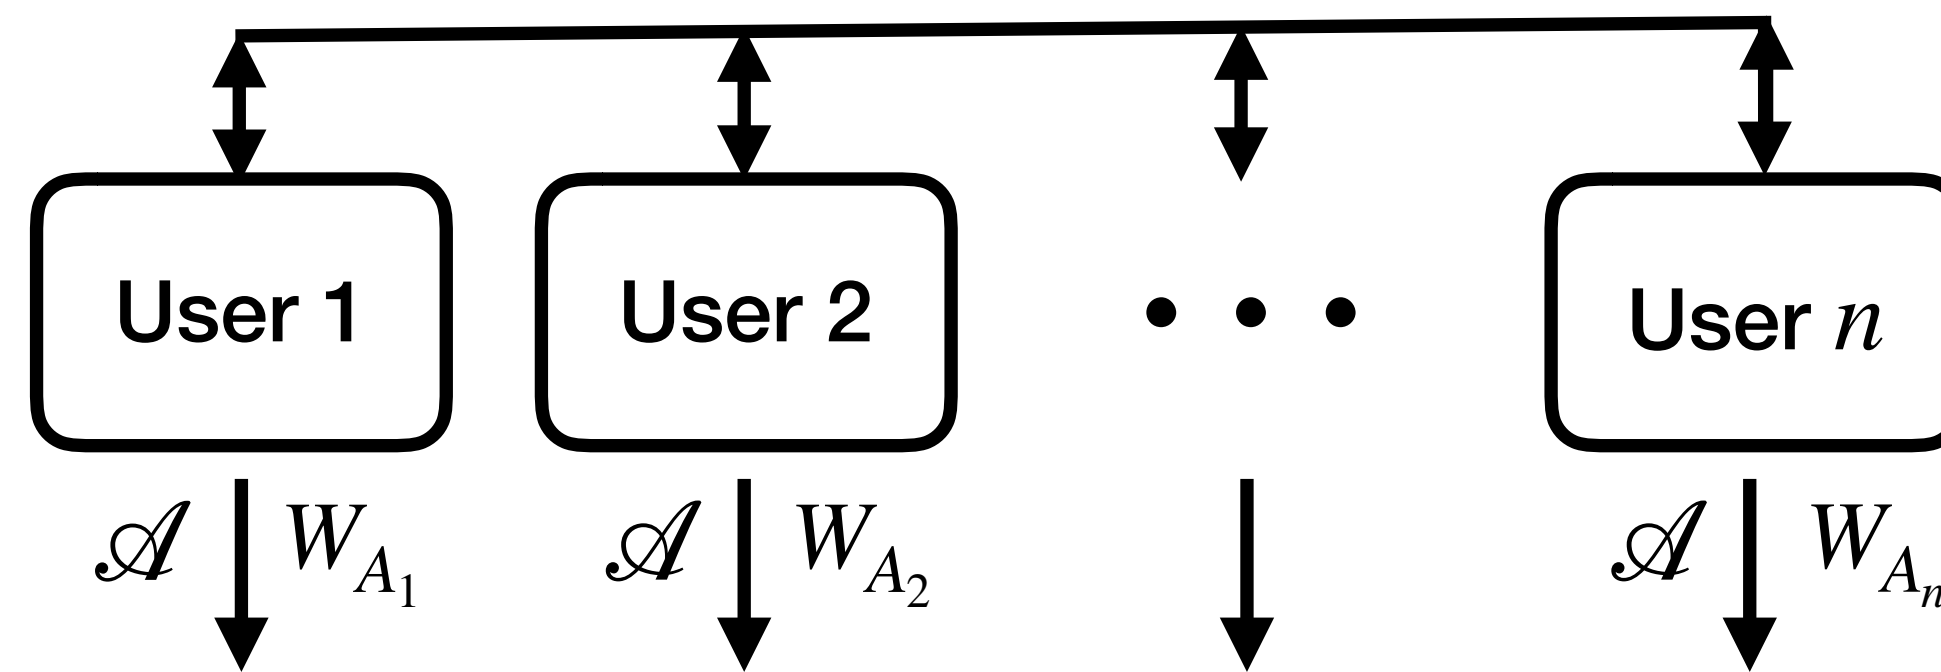 User 1 User 2 • • • User n
𝒜 W_{A_1} 𝒜 W_{A_2} 𝒜 W_{A_n}